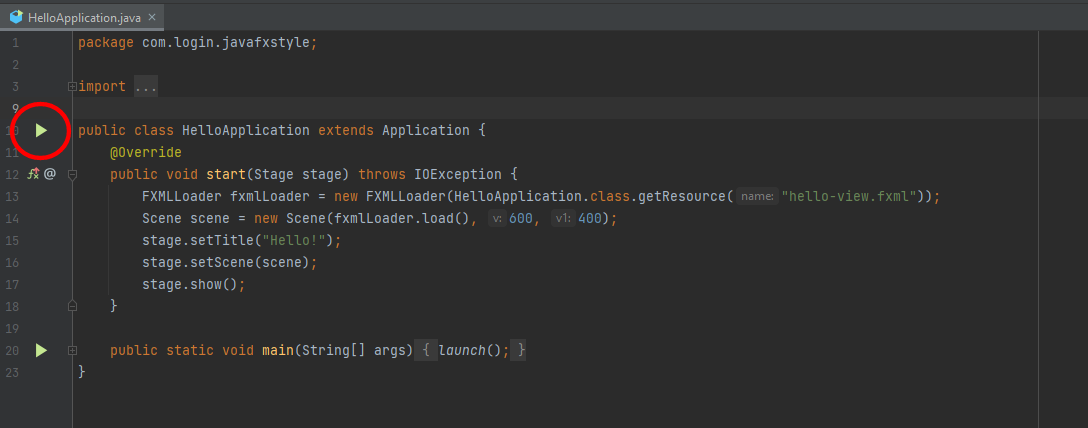 HelloApplication.java ×
1 package com.login.javafxstyle;
2
3 import ...
9
10 public class HelloApplication extends Application {
11 @Override
12 @ public void start(Stage stage) throws IOException {
13 FXMLLoader fxmlLoader = new FXMLLoader(HelloApplication.class.getResource( name: "hello-view.fxml"));
14 Scene scene = new Scene(fxmlLoader.load(), v: 600, v1: 400);
15 stage.setTitle("Hello!");
16 stage.setScene(scene);
17 stage.show();
18 }
19
20 public static void main(String[] args) { launch(); }
23 }